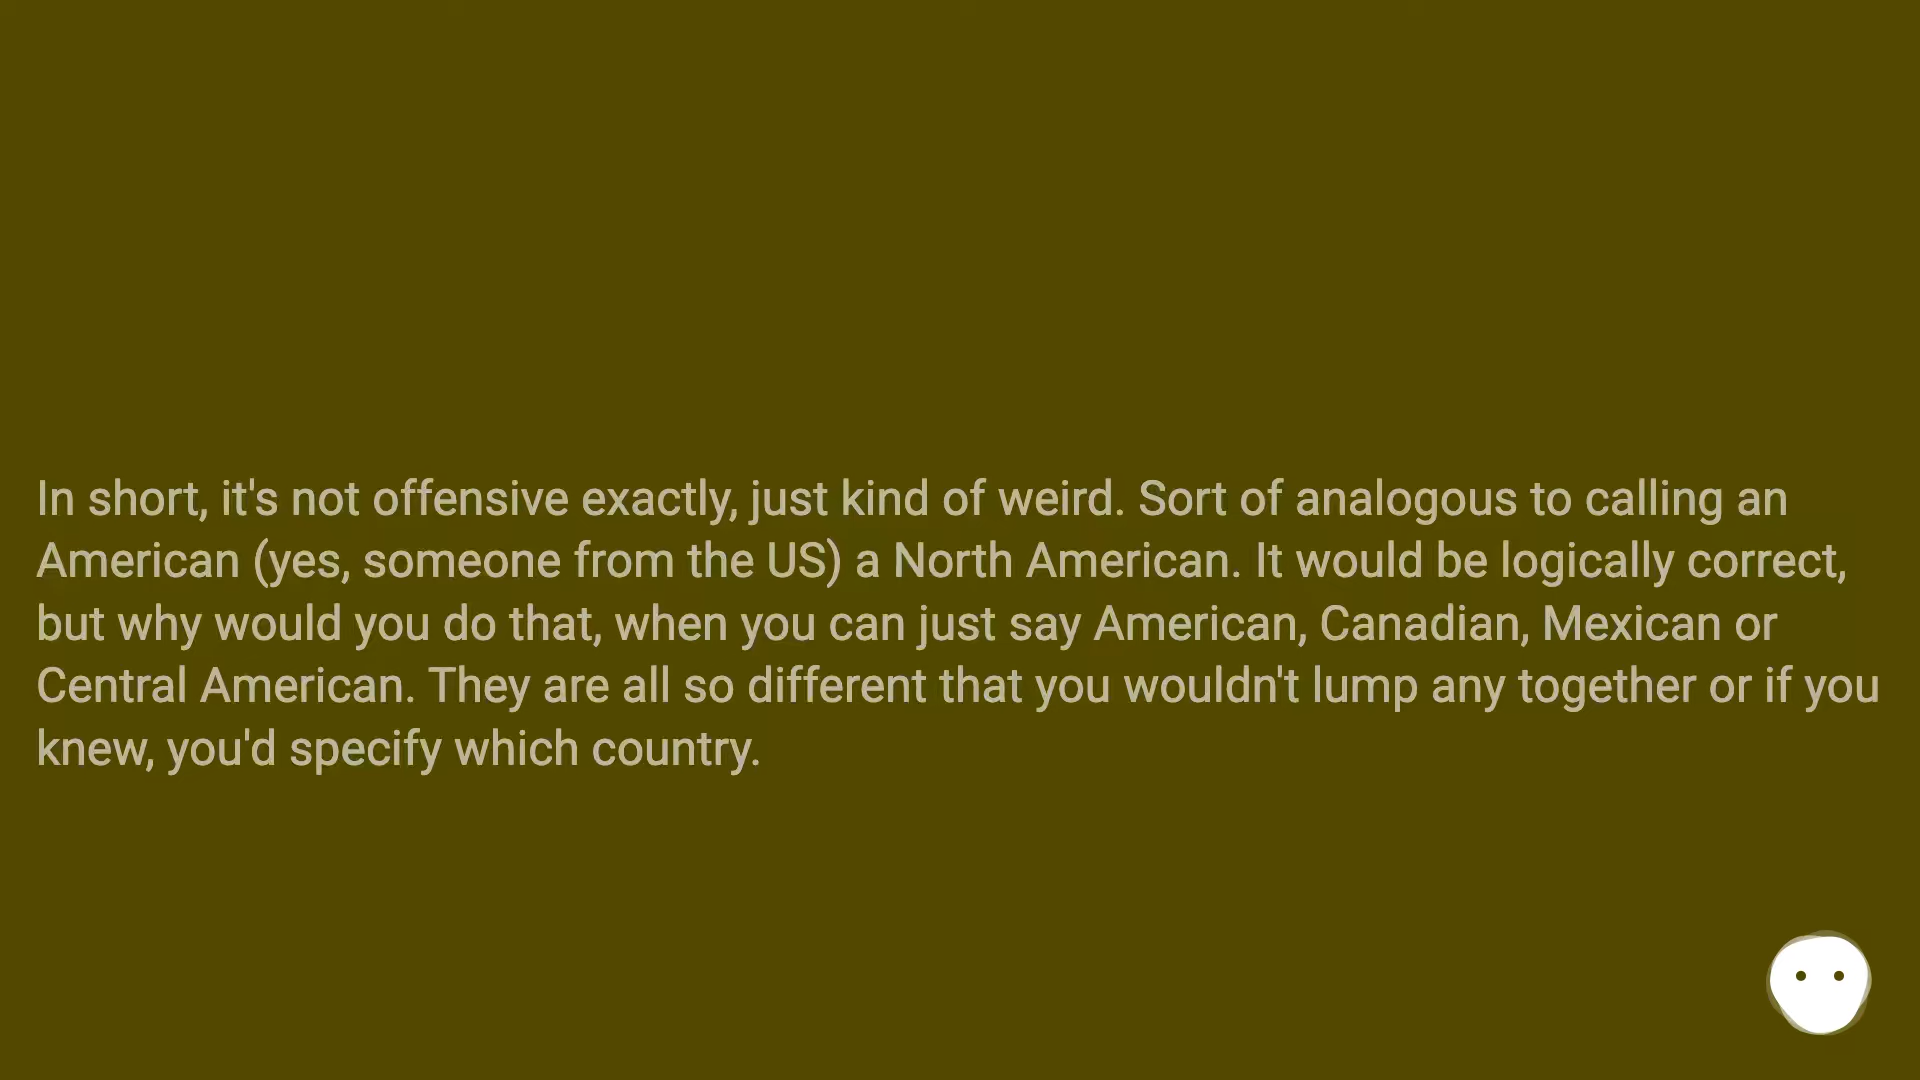 In short, it's not offensive exactly, just kind of weird. Sort of analogous to calling an
American (yes, someone from the US) a North American. It would be logically correct,
but why would you do that, when you can just say American, Canadian, Mexican or
Central American. They are all so different that you wouldn't lump any together or if you
knew, you'd specify which country.